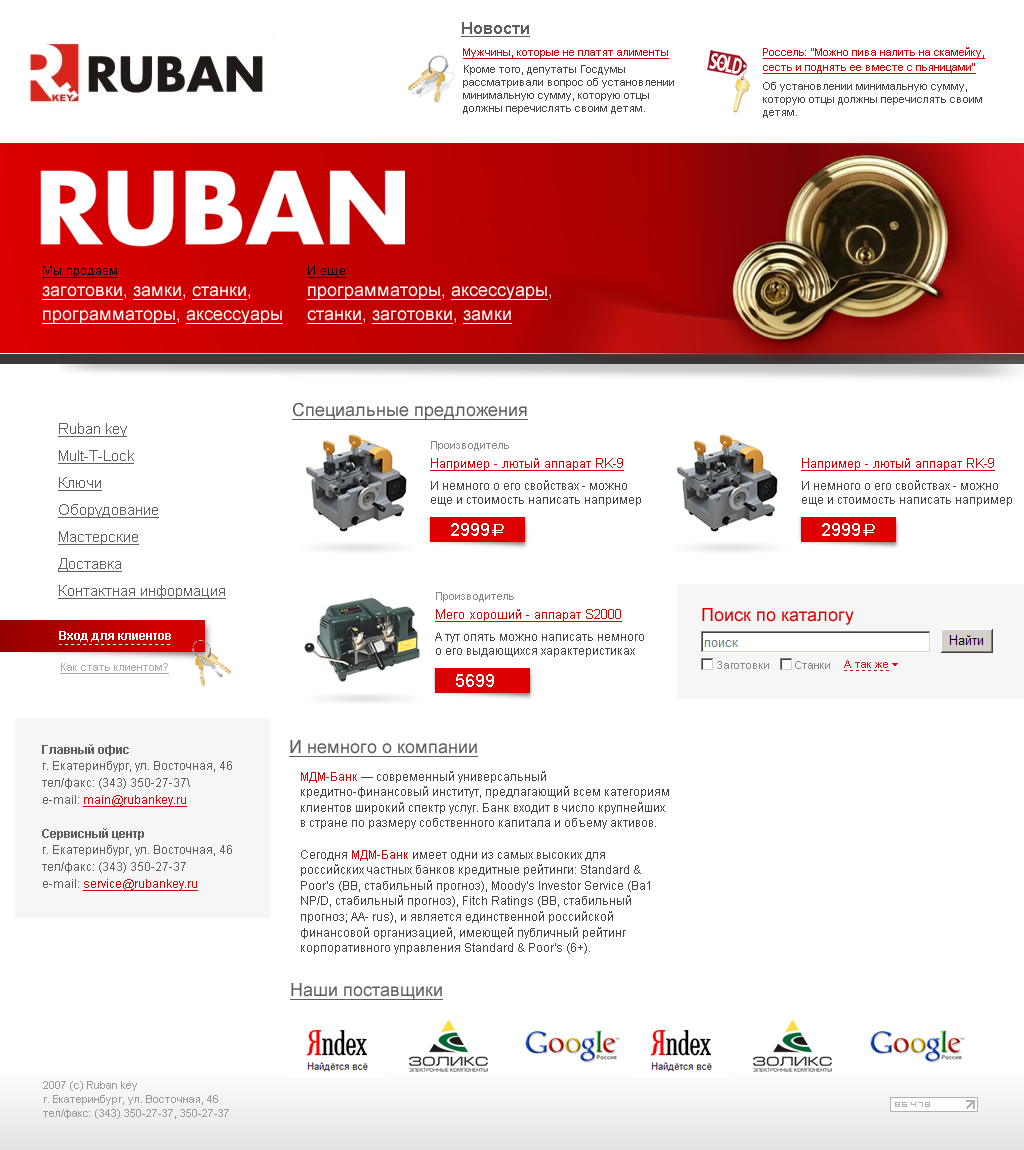 RUBAN
KEY
Новости
Мужчины, которые не платят алименты
Кроме того, депутаты Госдумы
рассматривали вопрос об установлении
минимальную сумму, которую отцы
должны перечислять своим детям.
SOLD
Россель: "Можно пива налить на скамейку,
сесть и поднять ее вместе с пьяницами"
Об установлении минимальную сумму,
которую отцы должны перечислять своим
детям.
RUBAN
Мы продаем
заготовки, замки, станки,
программаторы, аксессуары
И еще
программаторы, аксессуары,
станки, заготовки, замки
Ruban key
Mult-T-Lock
Ключи
Оборудование
Мастерские
Доставка
Контактная информация
Вход для клиентов
Как стать клиентом?
Главный офис
г. Екатеринбург, ул. Восточная, 46
тел/факс: (343) 350-27-37\
e-mail: main@rubankey.ru
Сервисный центр
г. Екатеринбург, ул. Восточная, 46
тел/факс: (343) 350-27-37
e-mail: service@rubankey.ru
Специальные предложения
Производитель
Например - лютый аппарат RK-9
И немного о его свойствах - можно
еще и стоимость написать например
2999₽
Например - лютый аппарат RK-9
И немного о его свойствах - можно
еще и стоимость написать например
2999₽
Производитель
Мего хороший - аппарат S2000
А тут опять можно написать немного
о его выдающихся характеристиках
5699
Поиск по каталогу
поиск
Найти
Заготовки Станки А так же
И немного о компании
МДМ-Банк — современный универсальный
кредитно-финансовый институт, предлагающий всем категориям
клиентов широкий спектр услуг. Банк входит в число крупнейших
в стране по размеру собственного капитала и объему активов.
Сегодня МДМ-Банк имеет одни из самых высоких для
российских частных банков кредитные рейтинги: Standard &
Poor's (BB, стабильный прогноз), Moody's Investor Service (Ba1
NP/D, стабильный прогноз), Fitch Ratings (BB, стабильный
прогноз; AA- rus), и является единственной российской
финансовой организацией, имеющей публичный рейтинг
корпоративного управления Standard & Poor's (6+).
Наши поставщики
Яndex
Найдётся всё
ЗОЛИКС
ЭЛЕКТРОННЫЕ КОМПОНЕНТЫ
Google
Россия
Яndex
Найдётся всё
ЗОЛИКС
ЭЛЕКТРОННЫЕ КОМПОНЕНТЫ
Google
Россия
2007 (c) Ruban key
г. Екатеринбург, ул. Восточная, 46
тел/факс: (343) 350-27-37, 350-27-37